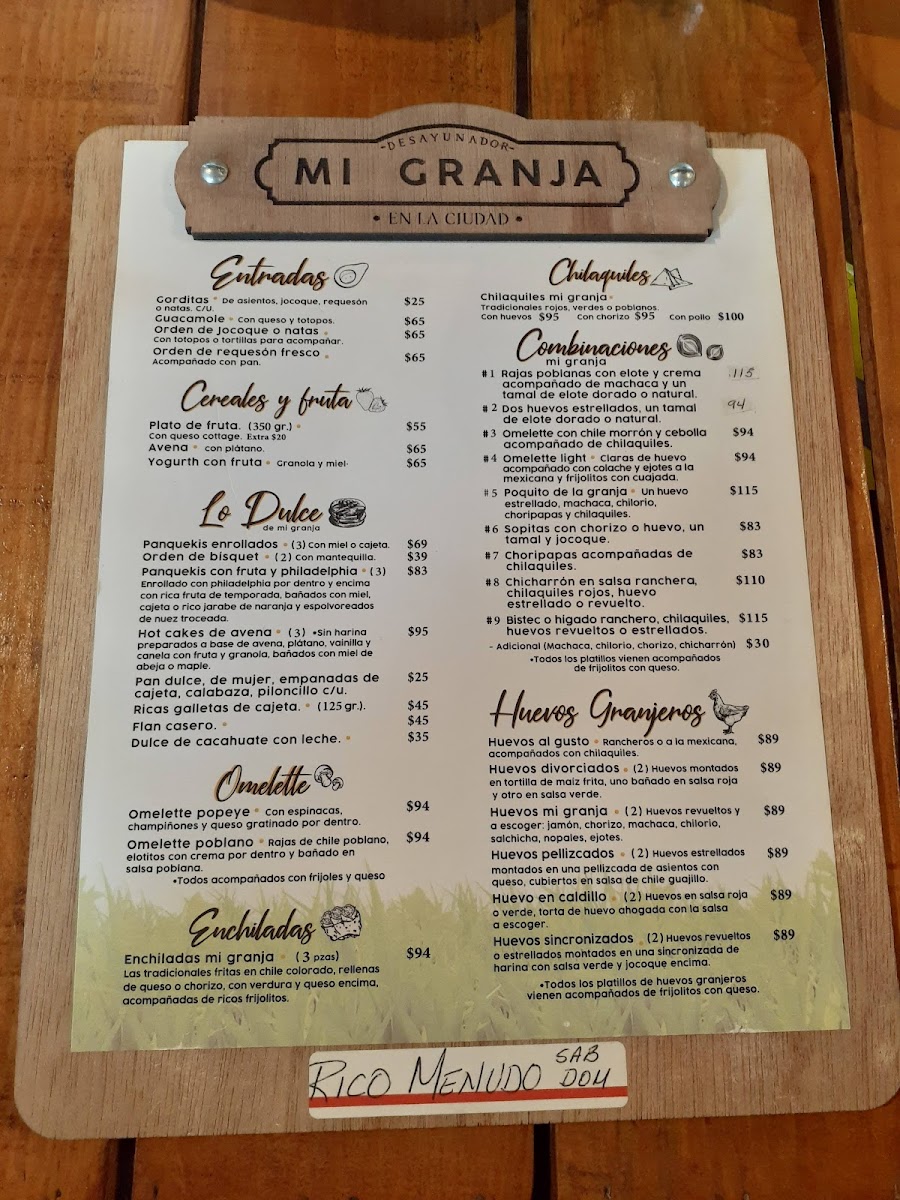 -DESAYUNADOR-
MI GRANJA
• EN LA CIUDAD •
Entradas
Gorditas • De asientos, jocoque, requesón $25
o natas. C/U.
Guacamole • Con queso y totopos. $65
Orden de Jocoque o natas • $65
Con totopos o tortillas para acompañar.
Orden de requesón fresco • $65
Acompañado con pan.
Cereales y fruta
Plato de fruta. (350 gr.) • $55
Con queso cottage. Extra $20
Avena • con plátano. $65
Yogurth con fruta • Granola y miel• $65
Lo Dulce
de mi granja
Panquekis enrollados • (3) Con miel o cajeta. $69
Orden de bisquet • (2) Con mantequilla. $39
Panquekis con fruta y philadelphia • (3) $83
Enrollado con philadelphia por dentro y encima
con rica fruta de temporada, bañados con miel,
cajeta o rico jarabe de naranja y espolvoreados
de nuez troceada.
Hot cakes de avena • (3) •Sin harina $95
preparados a base de avena, plátano, vainilla y
canela con fruta y granola, bañados con miel de
abeja o maple.
Pan dulce, de mujer, empanadas de $25
cajeta, calabaza, piloncillo c/u.
Ricas galletas de cajeta. • (125 gr.). $45
Flan casero. • $45
Dulce de cacahuate con leche. • $35
Omelette
Omelette popeye • Con espinacas, $94
champiñones y queso gratinado por dentro.
Omelette poblano • Rajas de chile poblano, $94
elotitos con crema por dentro y bañado en
salsa poblana.
•Todos acompañados con frijoles y queso
Enchiladas
Enchiladas mi granja • (3 pzas) $94
Las tradicionales fritas en chile colorado, rellenas
de queso o chorizo, con verdura y queso encima,
acompañadas de ricos frijolitos.
Chilaquiles
Chilaquiles mi granja•
Tradicionales rojos, verdes o poblanos.
Con huevos $95 Con chorizo $95 Con pollo $100
Combinaciones
mi granja
#1 Rajas poblanas con elote y crema 115
acompañado de machaca y un
tamal de elote dorado o natural.
#2 Dos huevos estrellados, un tamal 94
de elote dorado o natural.
#3 Omelette con chile morrón y cebolla $94
acompañado de chilaquiles.
#4 Omelette light • Claras de huevo $94
acompañado con colache y ejotes a la
mexicana y frijolitos con cuajada.
#5 Poquito de la granja • Un huevo $115
estrellado, machaca, chilorio,
choripapas y chilaquiles.
#6 Sopitas con chorizo o huevo, un $83
tamal y jocoque.
#7 Choripapas acompañadas de $83
chilaquiles.
#8 Chicharrón en salsa ranchera, $110
chilaquiles rojos, huevo
estrellado o revuelto.
#9 Bistec o higado ranchero, chilaquiles, $115
huevos revueltos o estrellados.
- Adicional (Machaca, chilorio, chorizo, chicharrón) $30
•Todos los platillos vienen acompañados
de frijolitos con queso.
Huevos Granjeros
Huevos al gusto • Rancheros o a la mexicana, $89
acompañados con chilaquiles.
Huevos divorciados • (2) Huevos montados $89
en tortilla de maiz frita, uno bañado en salsa roja
y otro en salsa verde.
Huevos mi granja • (2) Huevos revueltos y $89
a escoger: jamón, chorizo, machaca, chilorio,
salchicha, nopales, ejotes.
Huevos pellizcados • (2) Huevos estrellados $89
montados en una pellizcada de asientos con
queso, cubiertos en salsa de chile guajillo.
Huevo en caldillo • (2) Huevos en salsa roja $89
o verde, torta de huevo ahogada con la salsa
a escoger.
Huevos sincronizados • (2) Huevos revueltos $89
o estrellados montados en una sincronizada de
harina con salsa verde y jocoque encima.
•Todos los platillos de huevos granjeros
vienen acompañados de frijolitos con queso.
RICO MENUDO SAB
DOM